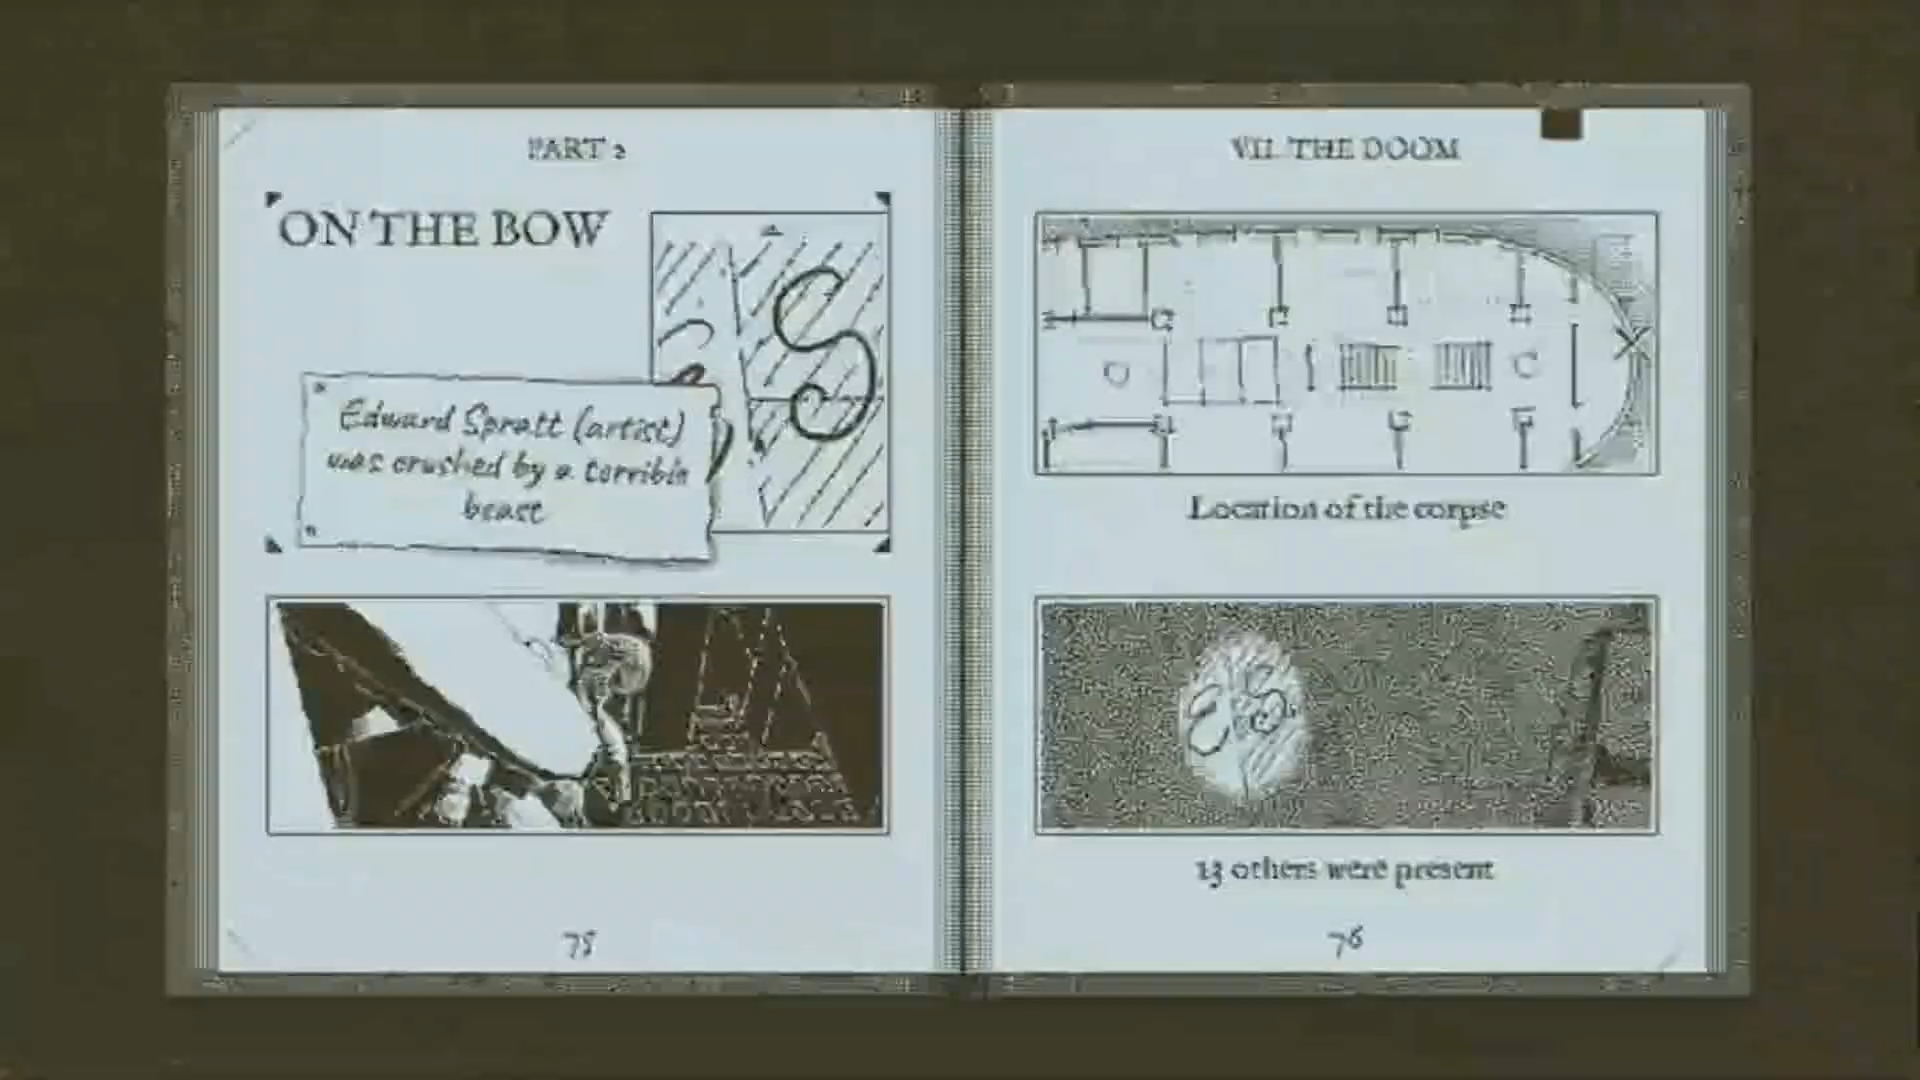 PART 2
ON THE BOW
Edward Spratt (artist)
was crushed by a terrible
beast
75
VII. THE DOOM
Location of the corpse
13 others were present
76